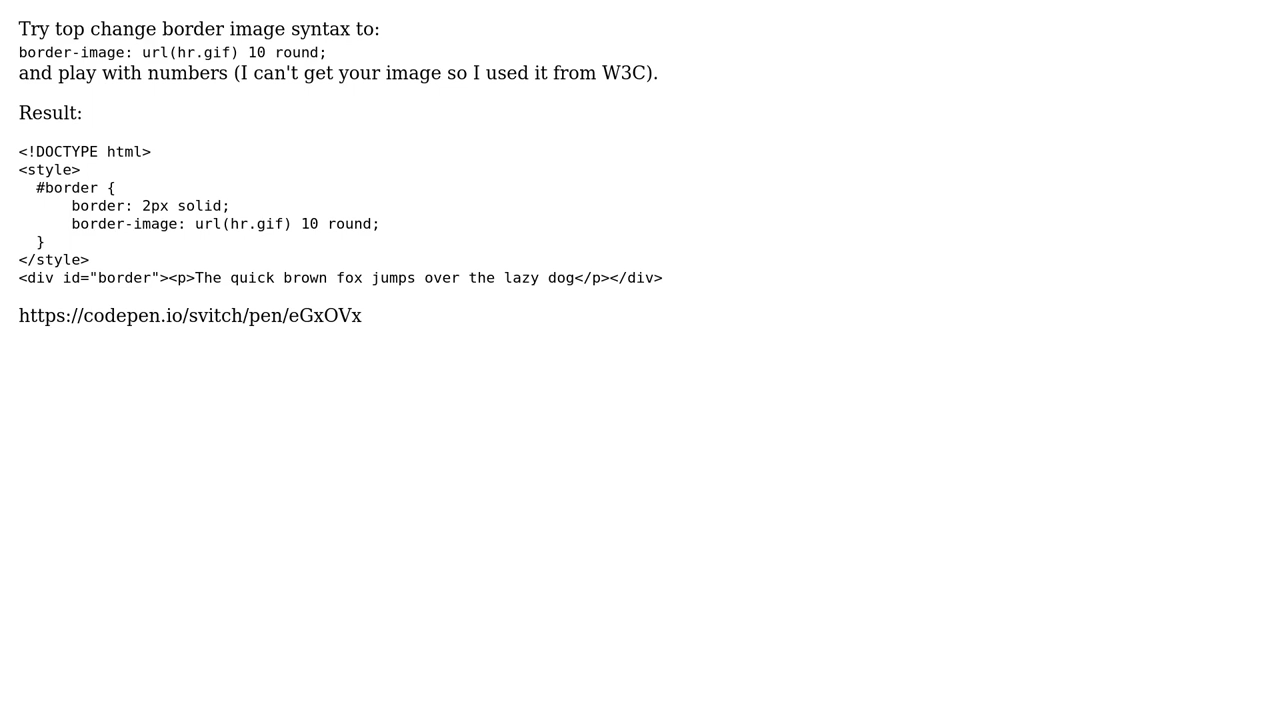 Try top change border image syntax to:
border-image: url(hr.gif) 10 round;
and play with numbers (I can't get your image so I used it from W3C).
Result:
<!DOCTYPE html>
<style>
  #border {
      border: 2px solid;
      border-image: url(hr.gif) 10 round;
  }
</style>
<div id="border"><p>The quick brown fox jumps over the lazy dog</p></div>
https://codepen.io/svitch/pen/eGxOVx